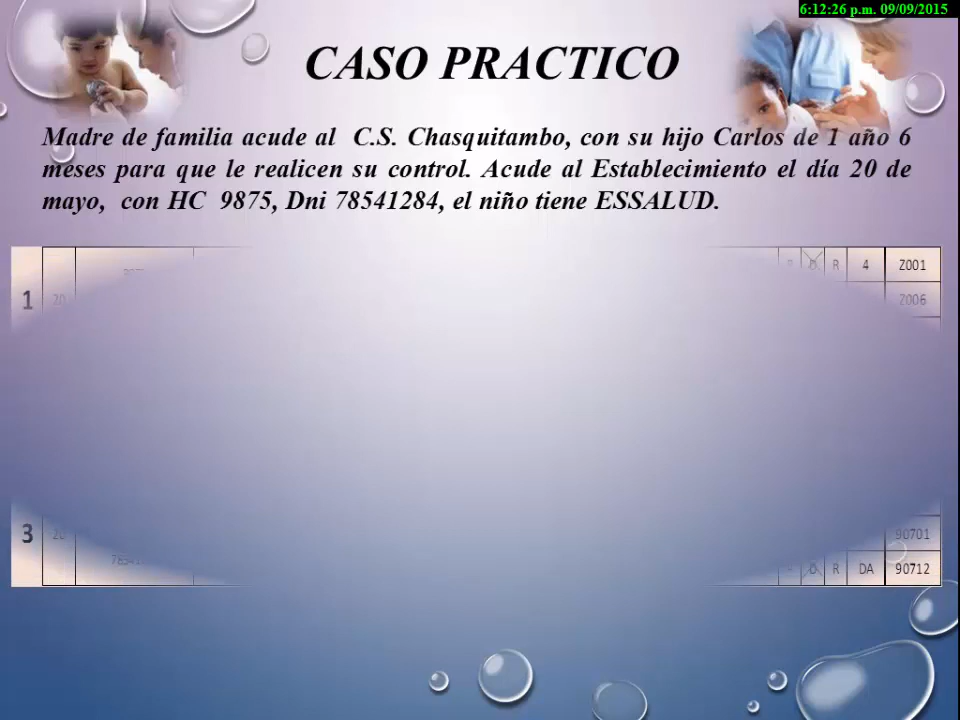 6:12:26 p.m. 09/09/2015
CASO PRACTICO
Madre de familia acude al C.S. Chasquitambo, con su hijo Carlos de 1 año 6
meses para que le realicen su control. Acude al Establecimiento el día 20 de
mayo, con HC 9875, Dni 78541284, el niño tiene ESSALUD.
D R 4 Z001
1 20 Z006
3 20 90701
D R DA 90712